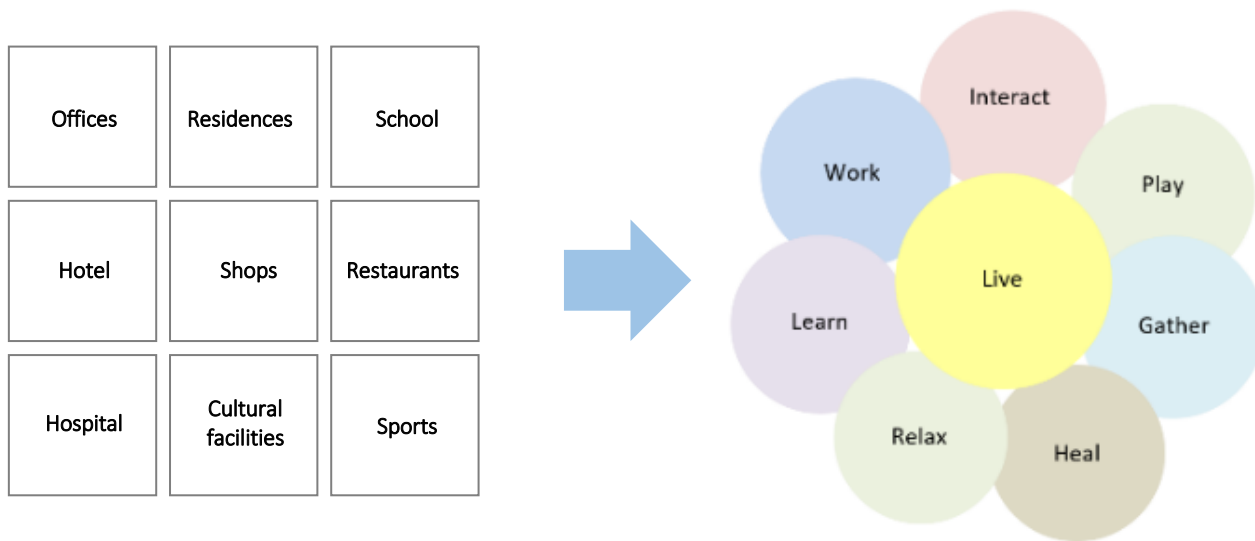 Offices
Residences
School
Hotel
Shops
Restaurants
Hospital
Cultural
facilities
Sports
Interact
Work
Play
Live
Learn
Gather
Relax
Heal